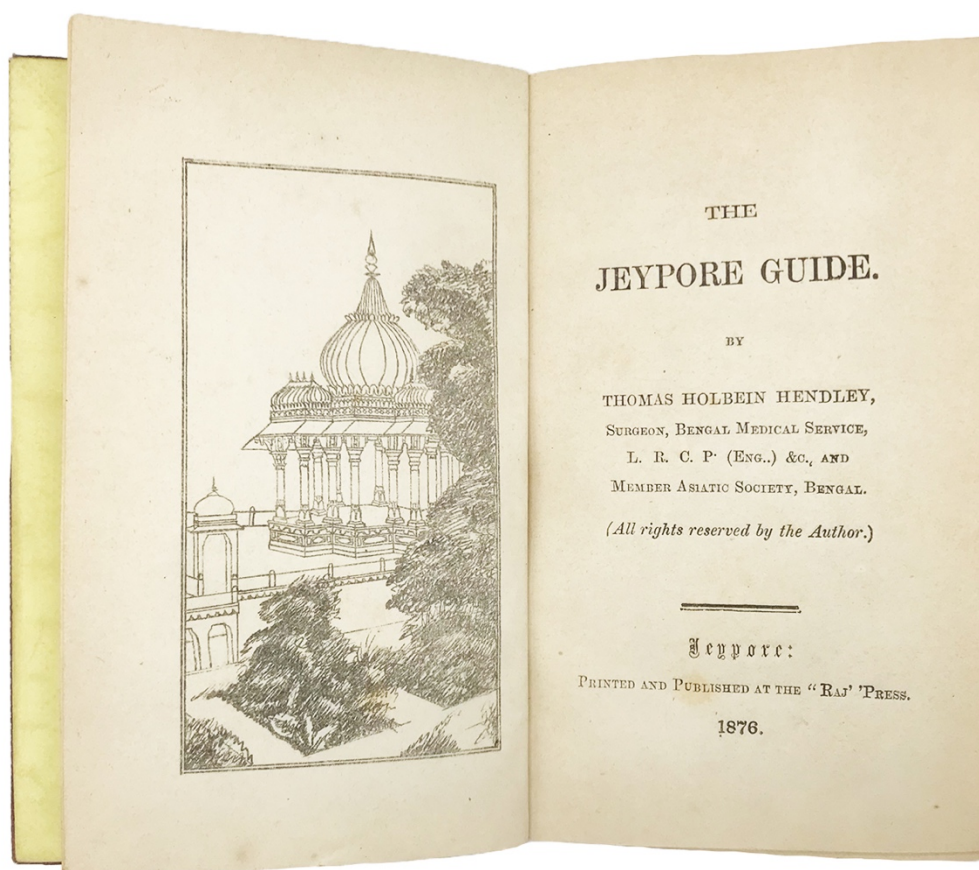 THE
JEYPORE GUIDE.
BY
THOMAS HOLBEIN HENDLEY,
SURGEON, BENGAL MEDICAL SERVICE,
L. R. C. P· (ENG..) &C., AND
MEMBER ASIATIC SOCIETY, BENGAL.
(All rights reserved by the Author.)
Jeypore:
PRINTED AND PUBLISHED AT THE “RAJ’ ’PRESS.
1876.